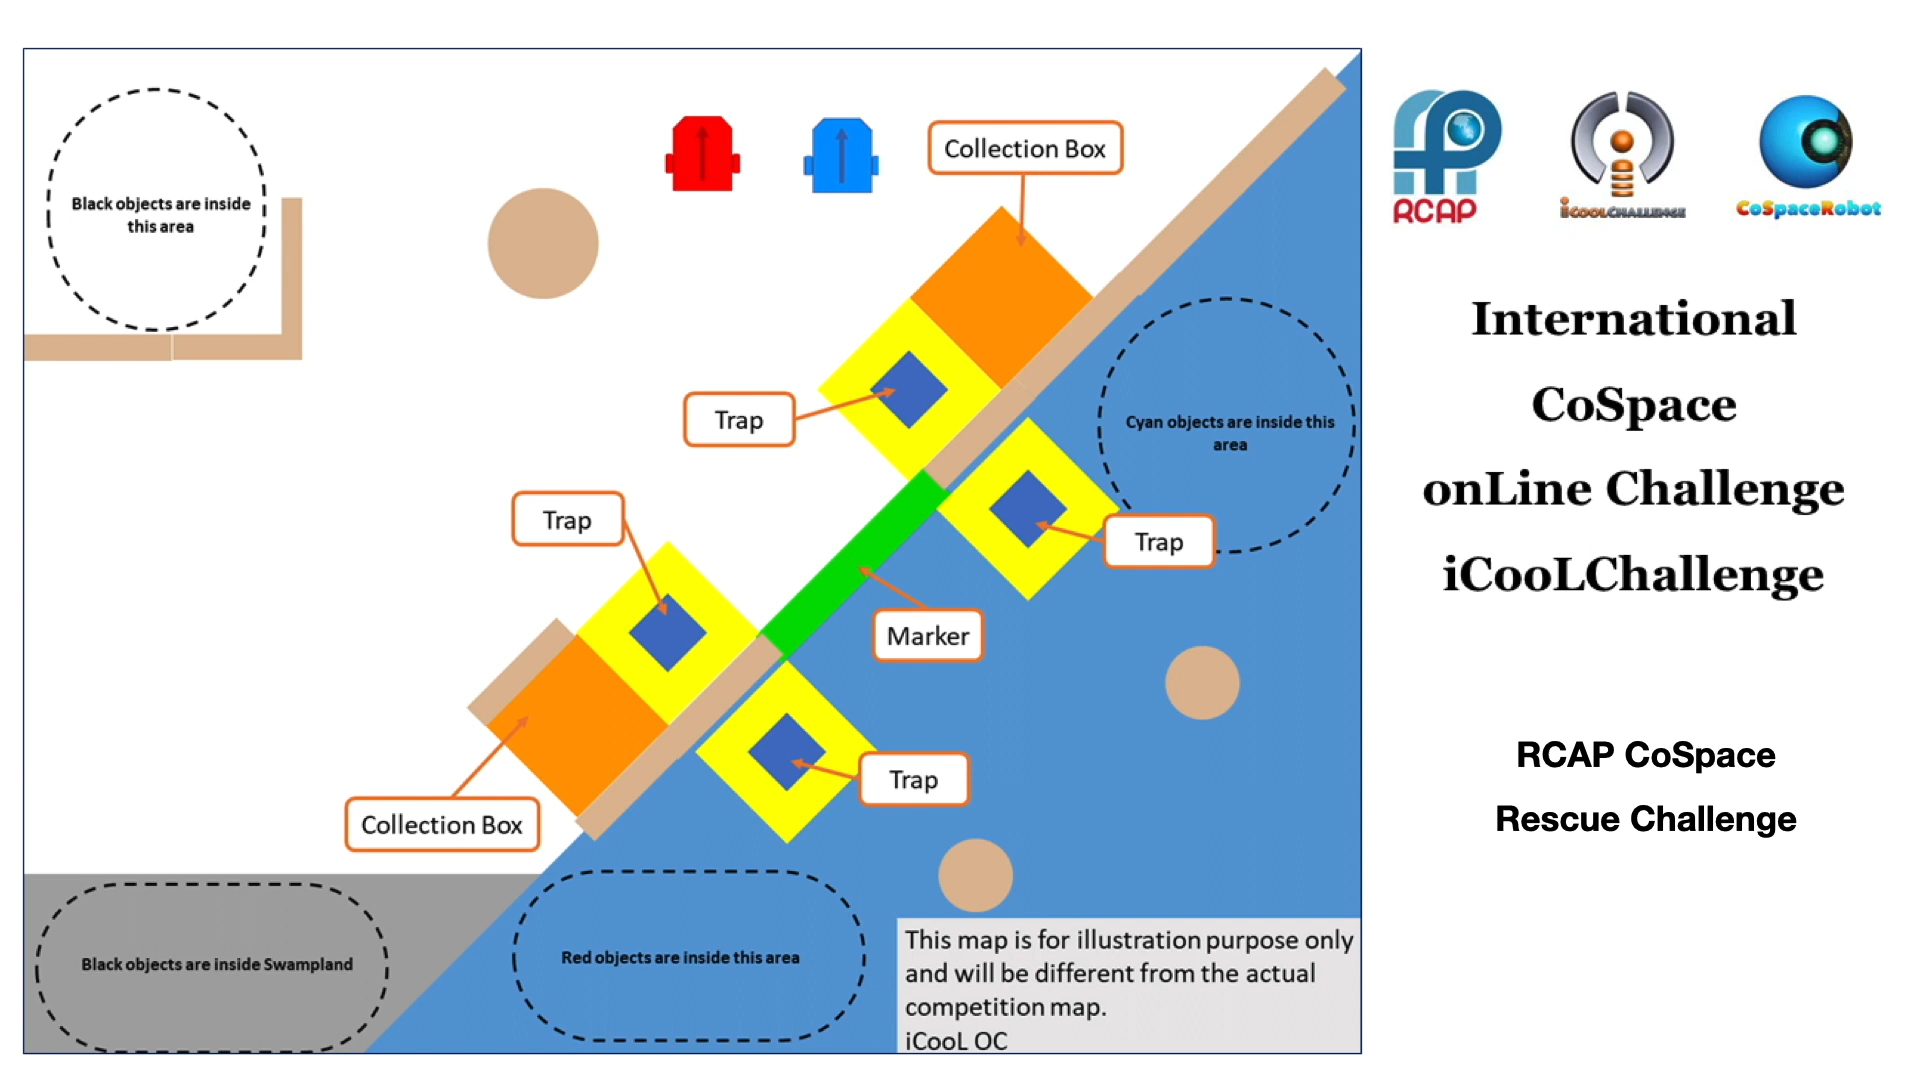 Black objects are inside
this area
Collection Box
Trap
Cyan objects are inside this
area
Trap
Trap
Marker
Trap
Collection Box
Black objects are inside Swampland
Red objects are inside this area
This map is for illustration purpose only
and will be different from the actual
competition map.
iCooL OC
RCAP
iCOOLCHALLENGE
CoSpaceRobot
International
CoSpace
onLine Challenge
iCooLChallenge
RCAP CoSpace
Rescue Challenge